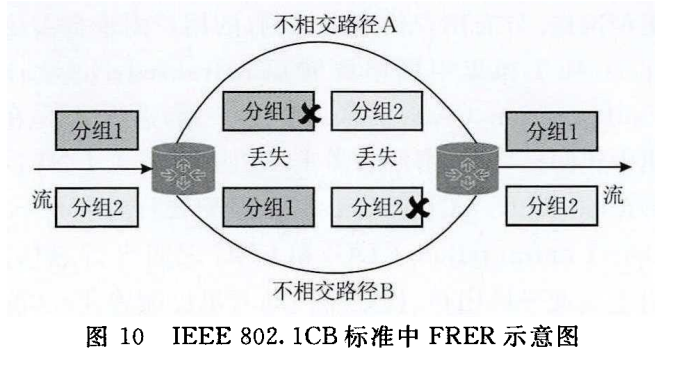 不相交路径A
分组1 分组2
分组1 分组1
丢失 丢失
流 流
分组2 分组1 分组2 分组2
不相交路径B
图 10 IEEE 802.1CB 标准中 FRER 示意图